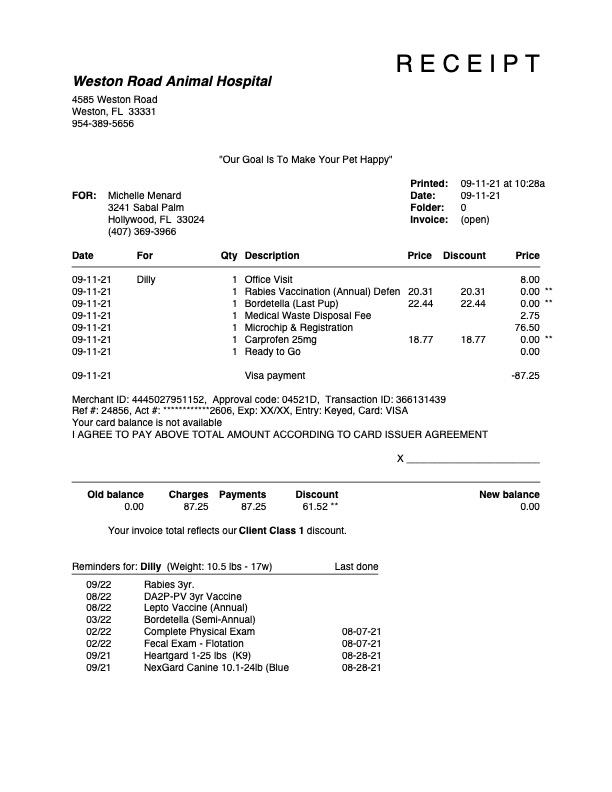 RECEIPT
Weston Road Animal Hospital
4585 Weston Road
Weston, FL 33331
954-389-5656
"Our Goal Is To Make Your Pet Happy"
Printed: 09-11-21 at 10:28a
FOR: Michelle Menard Date: 09-11-21
3241 Sabal Palm Folder: 0
Hollywood, FL 33024 Invoice: (open)
(407) 369-3966
Date For Qty Description Price Discount Price
09-11-21 Dilly 1 Office Visit 8.00
09-11-21 1 Rabies Vaccination (Annual) Defen 20.31 20.31 0.00 **
09-11-21 1 Bordetella (Last Pup) 22.44 22.44 0.00 **
09-11-21 1 Medical Waste Disposal Fee 2.75
09-11-21 1 Microchip & Registration 76.50
09-11-21 1 Carprofen 25mg 18.77 18.77 0.00 **
09-11-21 1 Ready to Go 0.00
09-11-21 Visa payment -87.25
Merchant ID: 4445027951152, Approval code: 04521D, Transaction ID: 366131439
Ref #: 24856, Act #: ************2606, Exp: XX/XX, Entry: Keyed, Card: VISA
Your card balance is not available
I AGREE TO PAY ABOVE TOTAL AMOUNT ACCORDING TO CARD ISSUER AGREEMENT
X ________________________
Old balance Charges Payments Discount New balance
0.00 87.25 87.25 61.52 ** 0.00
Your invoice total reflects our Client Class 1 discount.
Reminders for: Dilly (Weight: 10.5 lbs - 17w) Last done
09/22 Rabies 3yr.
08/22 DA2P-PV 3yr Vaccine
08/22 Lepto Vaccine (Annual)
03/22 Bordetella (Semi-Annual)
02/22 Complete Physical Exam 08-07-21
02/22 Fecal Exam - Flotation 08-07-21
09/21 Heartgard 1-25 lbs (K9) 08-28-21
09/21 NexGard Canine 10.1-24lb (Blue 08-28-21